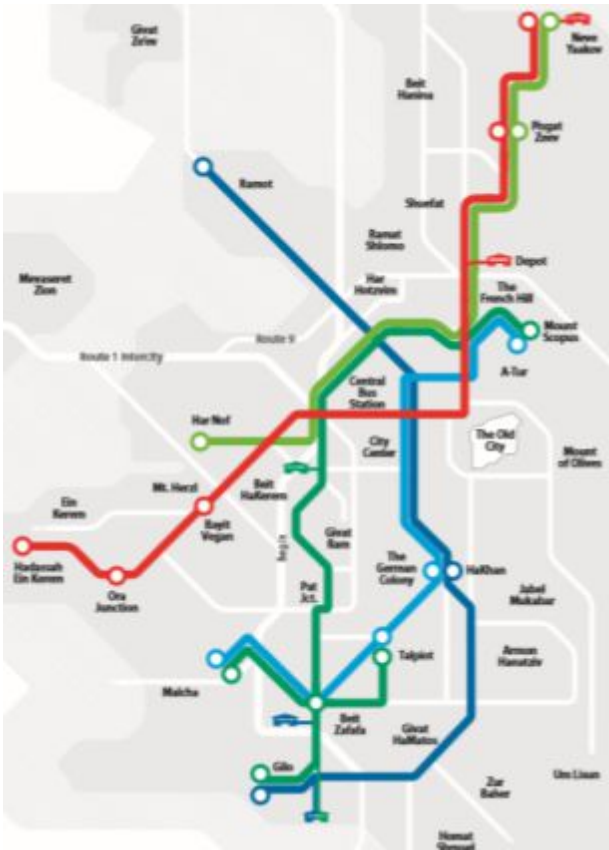 Givat
Ze'ev
Neve
Yaakov
Beit
Hanina
Pisgat
Zeev
Ramot
Shuefat
Ramat
Shlomo
Depot
Mevaseret
Zion
Har
Hotzvim
The
French Hill
Mount
Scopus
Route 9
Route 1 Intercity
A-Tur
Central
Bus
Station
Har Nof
City
Center
The Old
City
Mount
of Olives
Mt. Herzl
Beit
HaKerem
Ein
Kerem
Bayit
Vegan
Givat
Ram
Begin
Hadassah
Ein Kerem
Ora
Junction
Pat
Jct.
The
German
Colony
HaKhan
Jabel
Mukabar
Talpiot
Armon
Hanatziv
Malcha
Beit
Zafafa
Givat
HaMatos
Gilo
Zur
Baher
Um Lisan
Homat
Shmuel